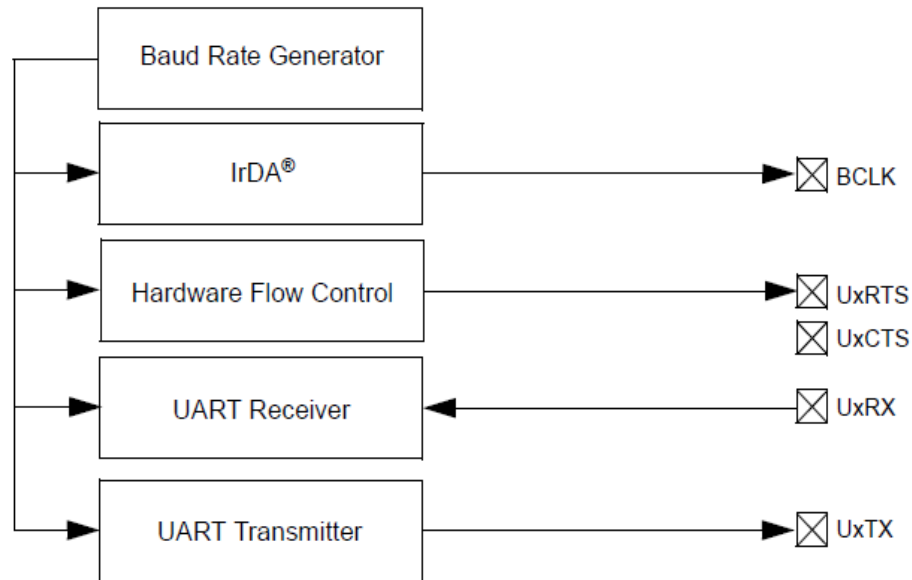 Baud Rate Generator
IrDA®
BCLK
Hardware Flow Control
UxRTS
UxCTS
UART Receiver
UxRX
UART Transmitter
UxTX